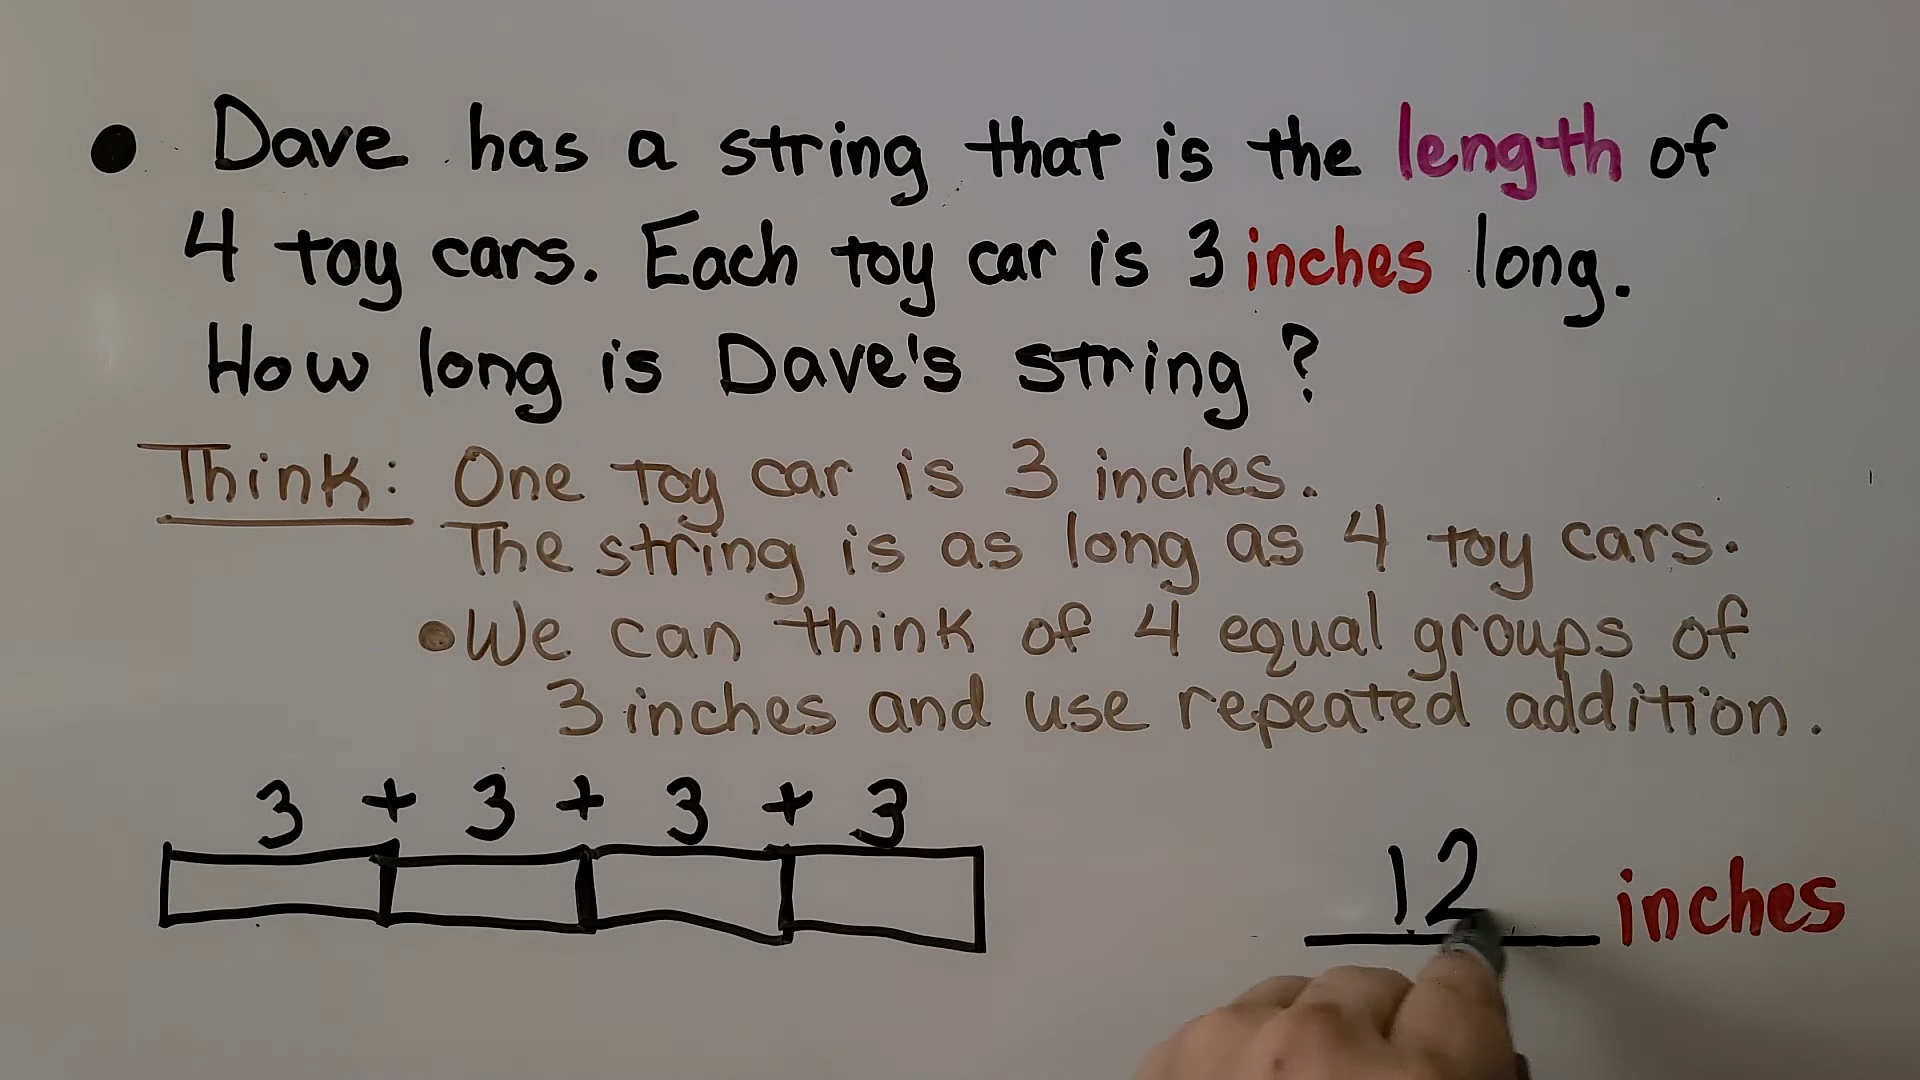 • Dave has a string that is the length of
4 toy cars. Each toy car is 3 inches long.
How long is Dave's string?
Think: One toy car is 3 inches.
The string is as long as 4 toy cars.
• We can think of 4 equal groups of
3 inches and use repeated addition.
3 + 3 + 3 + 3
12 inches